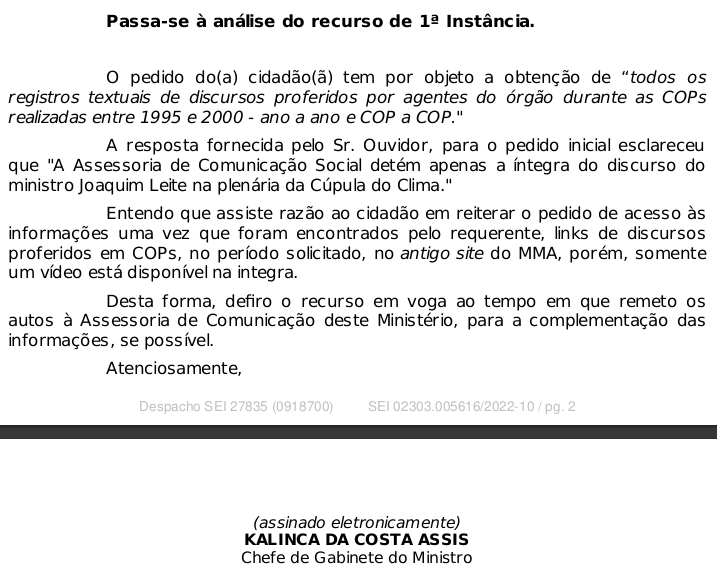 Passa-se à análise do recurso de 1ª Instância.
O pedido do(a) cidadão(ã) tem por objeto a obtenção de “todos os
registros textuais de discursos proferidos por agentes do órgão durante as COPs
realizadas entre 1995 e 2000 - ano a ano e COP a COP."
A resposta fornecida pelo Sr. Ouvidor, para o pedido inicial esclareceu
que "A Assessoria de Comunicação Social detém apenas a íntegra do discurso do
ministro Joaquim Leite na plenária da Cúpula do Clima."
Entendo que assiste razão ao cidadão em reiterar o pedido de acesso às
informações uma vez que foram encontrados pelo requerente, links de discursos
proferidos em COPs, no período solicitado, no antigo site do MMA, porém, somente
um vídeo está disponível na integra.
Desta forma, defiro o recurso em voga ao tempo em que remeto os
autos à Assessoria de Comunicação deste Ministério, para a complementação das
informações, se possível.
Atenciosamente,
Despacho SEI 27835 (0918700) SEI 02303.005616/2022-10 / pg. 2
(assinado eletronicamente)
KALINCA DA COSTA ASSIS
Chefe de Gabinete do Ministro